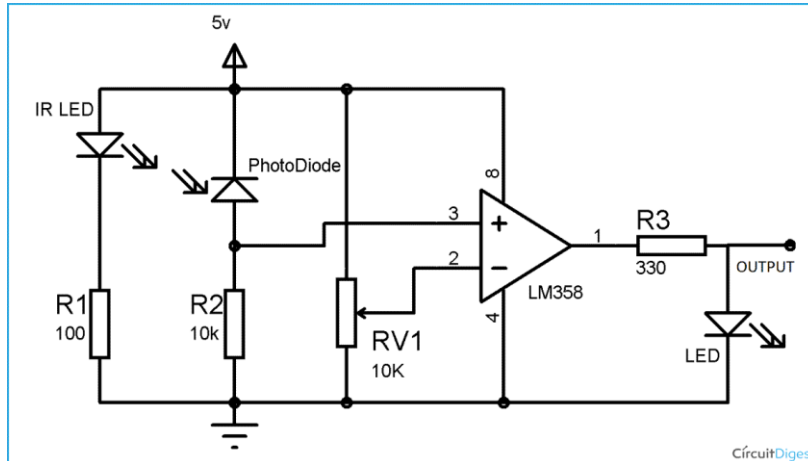 5v
IR LED
PhotoDiode
8
3
+
2
−
1
4
LM358
R1
100
R2
10k
RV1
10K
R3
330
OUTPUT
LED
CircuitDiges